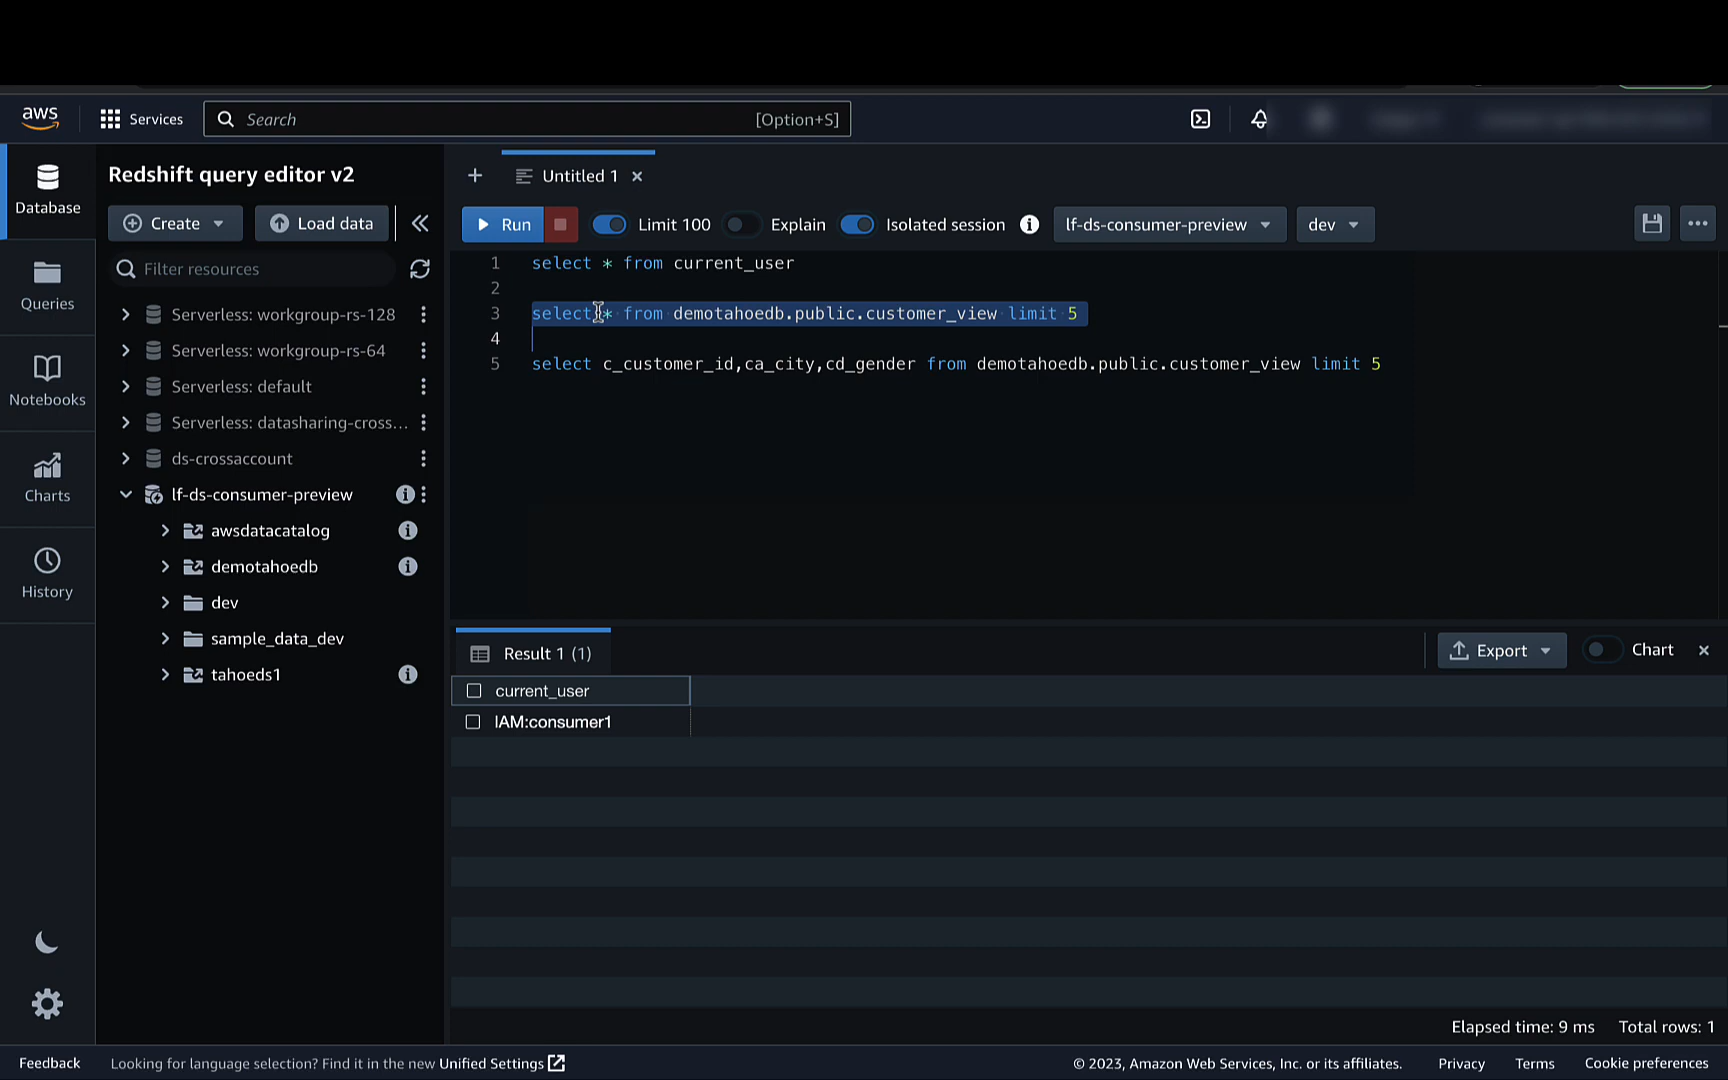 aws
Services
Search
[Option+S]
Database
Queries
Notebooks
Charts
History
Redshift query editor v2
Create
Load data
Filter resources
Serverless: workgroup-rs-128
Serverless: workgroup-rs-64
Serverless: default
Serverless: datasharing-cross...
ds-crossaccount
lf-ds-consumer-preview
awsdatacatalog
demotahoedb
dev
sample_data_dev
tahoeds1
Untitled 1
Run
Limit 100
Explain
Isolated session
lf-ds-consumer-preview
dev
1 select * from current_user
2
3 select * from demotahoedb.public.customer_view limit 5
4
5 select c_customer_id,ca_city,cd_gender from demotahoedb.public.customer_view limit 5
Result 1 (1)
Export
Chart
current_user
IAM:consumer1
Elapsed time: 9 ms
Total rows: 1
Feedback
Looking for language selection? Find it in the new Unified Settings
© 2023, Amazon Web Services, Inc. or its affiliates.
Privacy
Terms
Cookie preferences